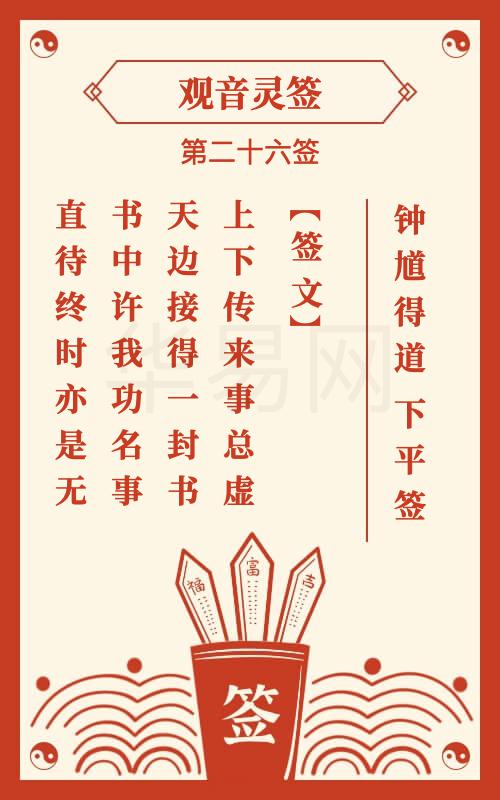 观音灵签
第二十六签
钟馗得道 下平签
【签文】
上下传来事总虚
天边接得一封书
书中许我功名事
直待终时亦是无
华易网
福
富
吉
签